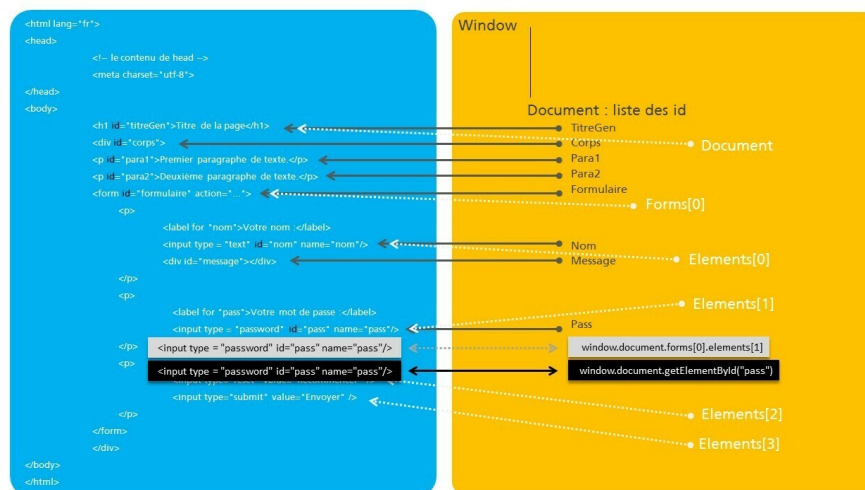 <html lang="fr">
<head>
<!-- le contenu de head -->
<meta charset="utf-8">
</head>
<body>
<h1 id="titreGen">Titre de la page</h1>
<div id="corps">
<p id="para1">Premier paragraphe de texte.</p>
<p id="para2">Deuxième paragraphe de texte.</p>
<form id="formulaire" action="...">
<p>
<label for "nom">Votre nom :</label>
<input type = "text" id="nom" name="nom"/>
<div id="message"></div>
</p>
<p>
<label for "pass">Votre mot de passe :</label>
<input type = "password" id="pass" name="pass"/>
</p>
<input type = "password" id="pass" name="pass"/>
<p>
<input type = "password" id="pass" name="pass"/>
<input type="submit" value="Envoyer" />
</p>
</form>
</div>
</body>
</html>
Window
Document : liste des id
TitreGen
Corps
Para1
Para2
Formulaire
Nom
Message
Pass
window.document.forms[0].elements[1]
window.document.getElementById("pass")
Document
Forms[0]
Elements[0]
Elements[1]
Elements[2]
Elements[3]